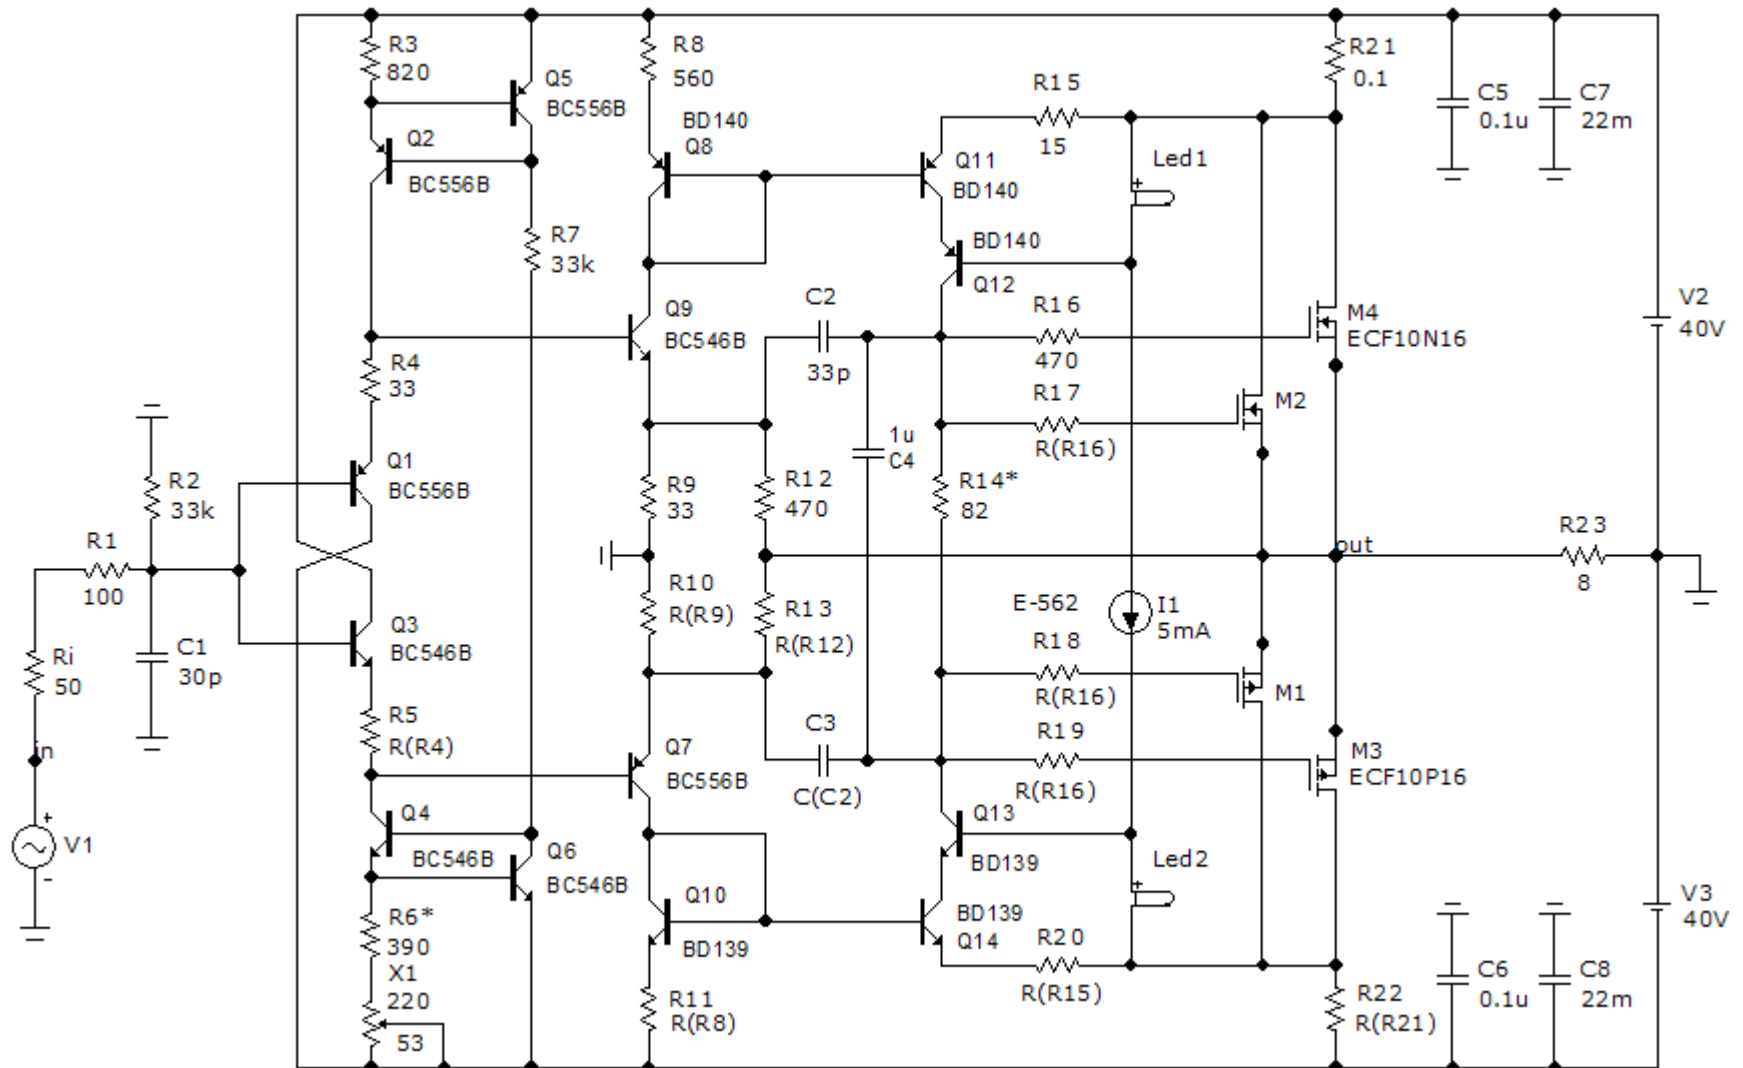 R3
820
Q5
BC556B
Q2
BC556B
R7
33k
R8
560
BD140
Q8
R15
15
Q11
BD140
Led1
R21
0.1
C5
0.1u
C7
22m
BD140
Q12
C2
33p
R16
470
M4
ECF10N16
V2
40V
Q9
BC546B
R4
33
R17
R(R16)
M2
1u
C4
Q1
BC556B
R2
33k
R9
33
R12
470
R14*
82
R1
100
out
R23
8
R10
R(R9)
R13
R(R12)
E-562
I1
5mA
Q3
BC546B
Ri
50
C1
30p
R18
R(R16)
M1
R5
R(R4)
in
Q7
BC556B
C3
C(C2)
R19
R(R16)
M3
ECF10P16
+
V1
-
Q4
BC546B
Q6
BC546B
Q13
BD139
Led2
R6*
390
X1
220
53
Q10
BD139
BD139
Q14
R20
R(R15)
V3
40V
R11
R(R8)
R22
R(R21)
C6
0.1u
C8
22m